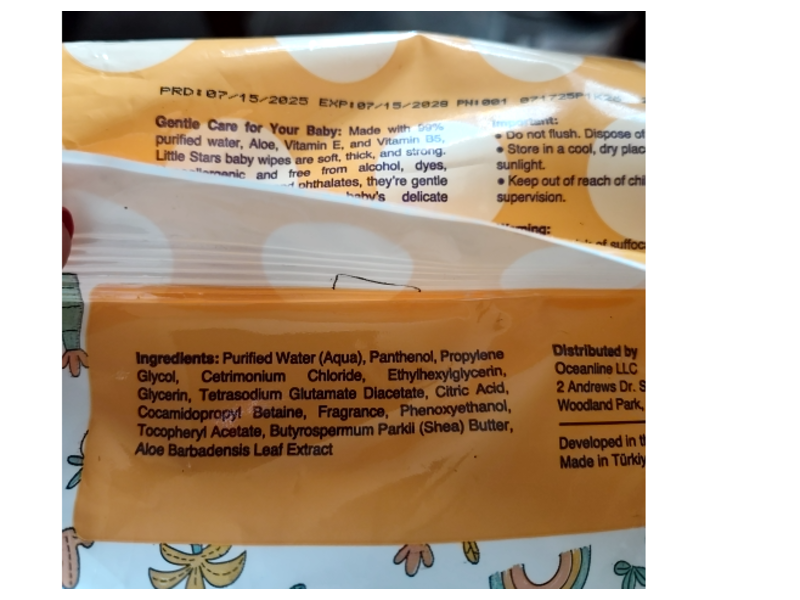 PRD:07/15/2025 EXP:07/15/2028 PH:001
Gentle Care for Your Baby: Made with 99%
purified water, Aloe, Vitamin E, and Vitamin B5,
Little Stars baby wipes are soft, thick, and strong.
and free from alcohol, dyes,
phthalates, they're gentle
baby's delicate
Important:
• Do not flush. Dispose of
• Store in a cool, dry plac
sunlight.
• Keep out of reach of chi
supervision.
of suffoc
Ingredients: Purified Water (Aqua), Panthenol, Propylene
Glycol, Cetrimonium Chloride, Ethylhexylglycerin,
Glycerin, Tetrasodium Glutamate Diacetate, Citric Acid,
Cocamidopropyl Betaine, Fragrance, Phenoxyethanol,
Tocopheryl Acetate, Butyrospermum Parkii (Shea) Butter,
Aloe Barbadensis Leaf Extract
Distributed by
Oceanline LLC
2 Andrews Dr. S
Woodland Park,
Developed in th
Made in Türkiy